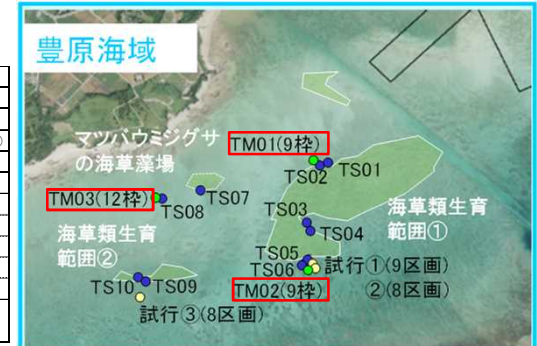 豊原海域
マツバウミジグサ
の海草藻場
TM01(9枠)
TS02
TS01
TM03(12枠)
TS08
TS07
TS03
TS04
海草類生育
範囲①
海草類生育
範囲②
TS05
TS06
試行①(9区画)
②(8区画)
TM02(9枠)
TS10
TS09
試行③(8区画)